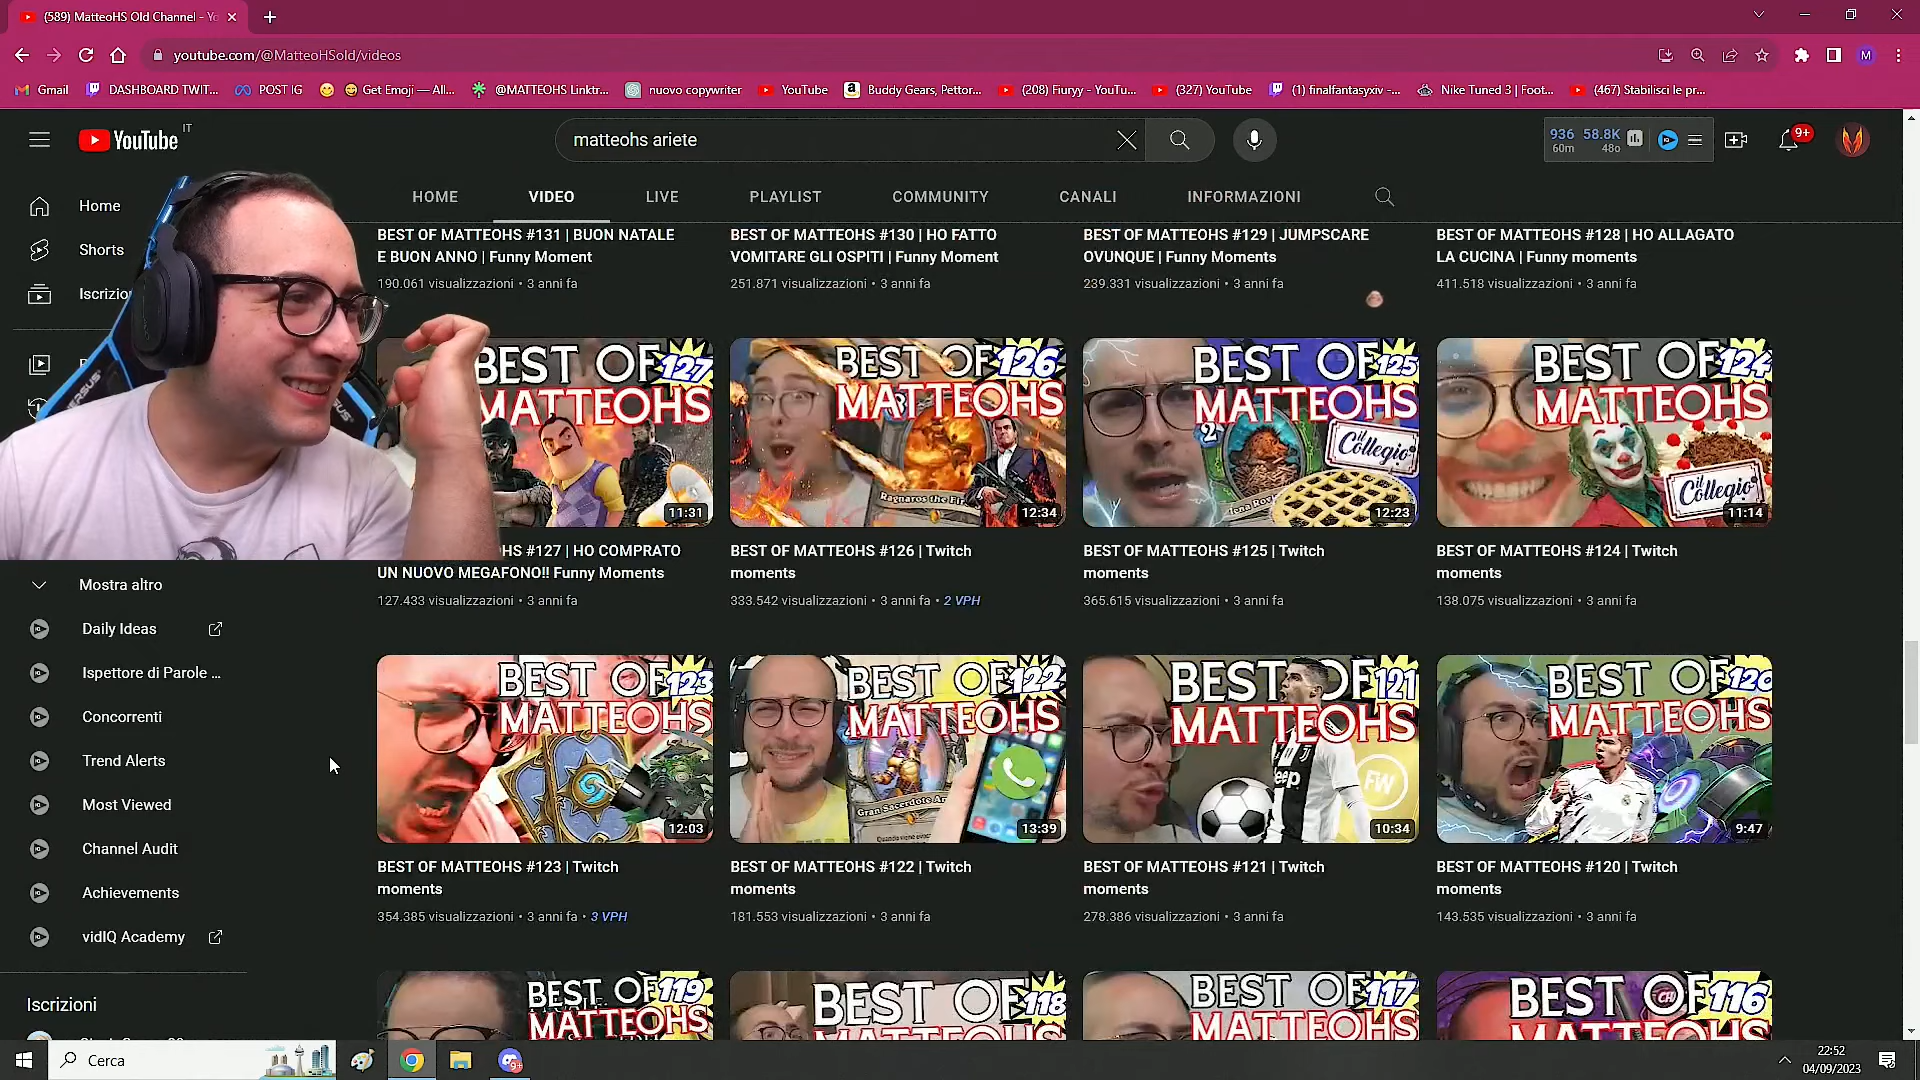 (589) MatteoHS Old Channel - Yo
youtube.com/@MatteoHSold/videos
M
Gmail
DASHBOARD TWIT...
POST IG
Get Emoji — All...
@MATTEOHS Linktr...
nuovo copywriter
YouTube
Buddy Gears, Pettor...
(208) Fiuryy - YouTu...
(327) YouTube
(1) finalfantasyxiv -...
Nike Tuned 3 | Foot...
(467) Stabilisci le pr...
YouTube IT
matteohs ariete
936 58.8K
60m 48o
9+
HOME VIDEO LIVE PLAYLIST COMMUNITY CANALI INFORMAZIONI
Home
Shorts
Iscrizio
Mostra altro
Daily Ideas
Ispettore di Parole ...
Concorrenti
Trend Alerts
Most Viewed
Channel Audit
Achievements
vidIQ Academy
Iscrizioni
BEST OF MATTEOHS #131 | BUON NATALE
E BUON ANNO | Funny Moment
190.061 visualizzazioni • 3 anni fa
BEST OF MATTEOHS #130 | HO FATTO
VOMITARE GLI OSPITI | Funny Moment
251.871 visualizzazioni • 3 anni fa
BEST OF MATTEOHS #129 | JUMPSCARE
OVUNQUE | Funny Moments
239.331 visualizzazioni • 3 anni fa
BEST OF MATTEOHS #128 | HO ALLAGATO
LA CUCINA | Funny moments
411.518 visualizzazioni • 3 anni fa
BEST OF 127
MATTEOHS
11:31
HS #127 | HO COMPRATO
UN NUOVO MEGAFONO!! Funny Moments
127.433 visualizzazioni • 3 anni fa
BEST OF 126
MATTEOHS
Ragnaros the Fir
12:34
BEST OF MATTEOHS #126 | Twitch
moments
333.542 visualizzazioni • 3 anni fa • 2 VPH
BEST OF 125
MATTEOHS
2
il Collegio
12:23
BEST OF MATTEOHS #125 | Twitch
moments
365.615 visualizzazioni • 3 anni fa
BEST OF 124
MATTEOHS
il Collegio
11:14
BEST OF MATTEOHS #124 | Twitch
moments
138.075 visualizzazioni • 3 anni fa
BEST OF 123
MATTEOHS
12:03
BEST OF MATTEOHS #123 | Twitch
moments
354.385 visualizzazioni • 3 anni fa • 3 VPH
BEST OF 122
MATTEOHS
Gran Sacerdote Am
13:39
BEST OF MATTEOHS #122 | Twitch
moments
181.553 visualizzazioni • 3 anni fa
BEST OF 121
MATTEOHS
Jeep
FW
10:34
BEST OF MATTEOHS #121 | Twitch
moments
278.386 visualizzazioni • 3 anni fa
BEST OF 120
MATTEOHS
9:47
BEST OF MATTEOHS #120 | Twitch
moments
143.535 visualizzazioni • 3 anni fa
BEST OF 119
MATTEOHS
BEST OF 118
MATTEOHS
BEST OF 117
MATTEOHS
BEST OF 116
MATTEOHS
Cerca
9+
22:52
04/09/2023